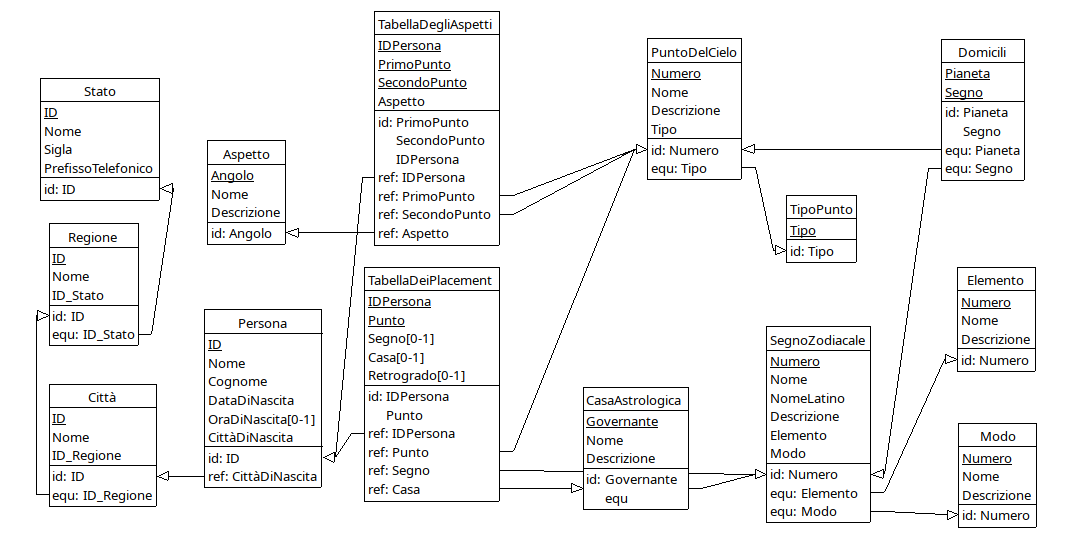 Stato
ID
Nome
Sigla
PrefissoTelefonico
id: ID
Regione
ID
Nome
ID_Stato
id: ID
equ: ID_Stato
Città
ID
Nome
ID_Regione
id: ID
equ: ID_Regione
Aspetto
Angolo
Nome
Descrizione
id: Angolo
Persona
ID
Nome
Cognome
DataDiNascita
OraDiNascita[0-1]
CittàDiNascita
id: ID
ref: CittàDiNascita
TabellaDegliAspetti
IDPersona
PrimoPunto
SecondoPunto
Aspetto
id: PrimoPunto
SecondoPunto
IDPersona
ref: IDPersona
ref: PrimoPunto
ref: SecondoPunto
ref: Aspetto
TabellaDeiPlacement
IDPersona
Punto
Segno[0-1]
Casa[0-1]
Retrogrado[0-1]
id: IDPersona
Punto
ref: IDPersona
ref: Punto
ref: Segno
ref: Casa
CasaAstrologica
Governante
Nome
Descrizione
id: Governante
equ
PuntoDelCielo
Numero
Nome
Descrizione
Tipo
id: Numero
equ: Tipo
TipoPunto
Tipo
id: Tipo
SegnoZodiacale
Numero
Nome
NomeLatino
Descrizione
Elemento
Modo
id: Numero
equ: Elemento
equ: Modo
Domicili
Pianeta
Segno
id: Pianeta
Segno
equ: Pianeta
equ: Segno
Elemento
Numero
Nome
Descrizione
id: Numero
Modo
Numero
Nome
Descrizione
id: Numero